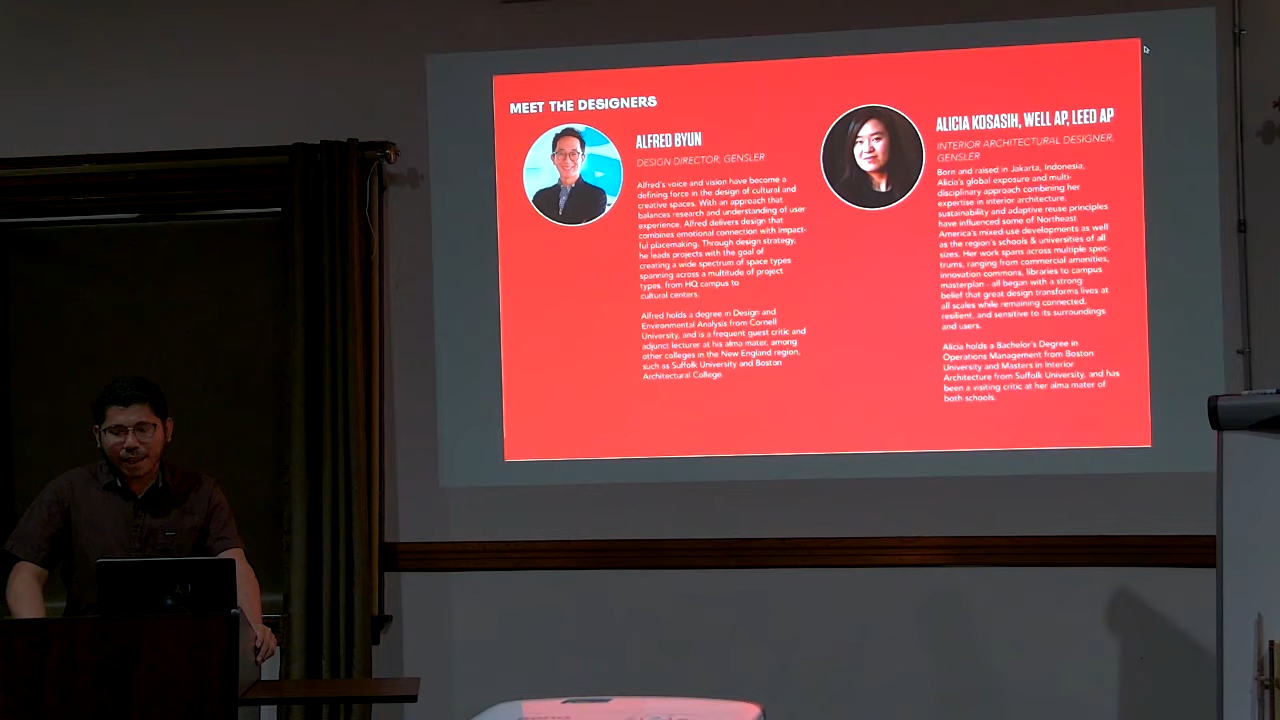 MEET THE DESIGNERS
ALFRED BYUN
DESIGN DIRECTOR, GENSLER
Alfred's voice and vision have become a
defining force in the design of cultural and
creative spaces. With an approach that
balances research and understanding of user
experience, Alfred delivers design that
combines emotional connection with impact-
ful placemaking. Through design strategy,
he leads projects with the goal of
creating a wide spectrum of space types
spanning across a multitude of project
types, from HQ campus to
cultural centers.
Alfred holds a degree in Design and
Environmental Analysis from Cornell
University, and is a frequent guest critic and
adjunct lecturer at his alma mater, among
other colleges in the New England region,
such as Suffolk University and Boston
Architectural College.
ALICIA KOSASIH, WELL AP, LEED AP
INTERIOR ARCHITECTURAL DESIGNER,
GENSLER
Born and raised in Jakarta, Indonesia,
Alicia's global exposure and multi-
disciplinary approach combining her
expertise in interior architecture,
sustainability and adaptive reuse principles
have influenced some of Northeast
America's mixed-use developments as well
as the region's schools & universities of all
sizes. Her work spans across multiple spec-
trums, ranging from commercial amenities,
innovation commons, libraries to campus
masterplan - all began with a strong
belief that great design transforms lives at
all scales while remaining connected,
resilient, and sensitive to its surroundings
and users.
Alicia holds a Bachelor's Degree in
Operations Management from Boston
University and Masters in Interior
Architecture from Suffolk University, and has
been a visiting critic at her alma mater of
both schools.